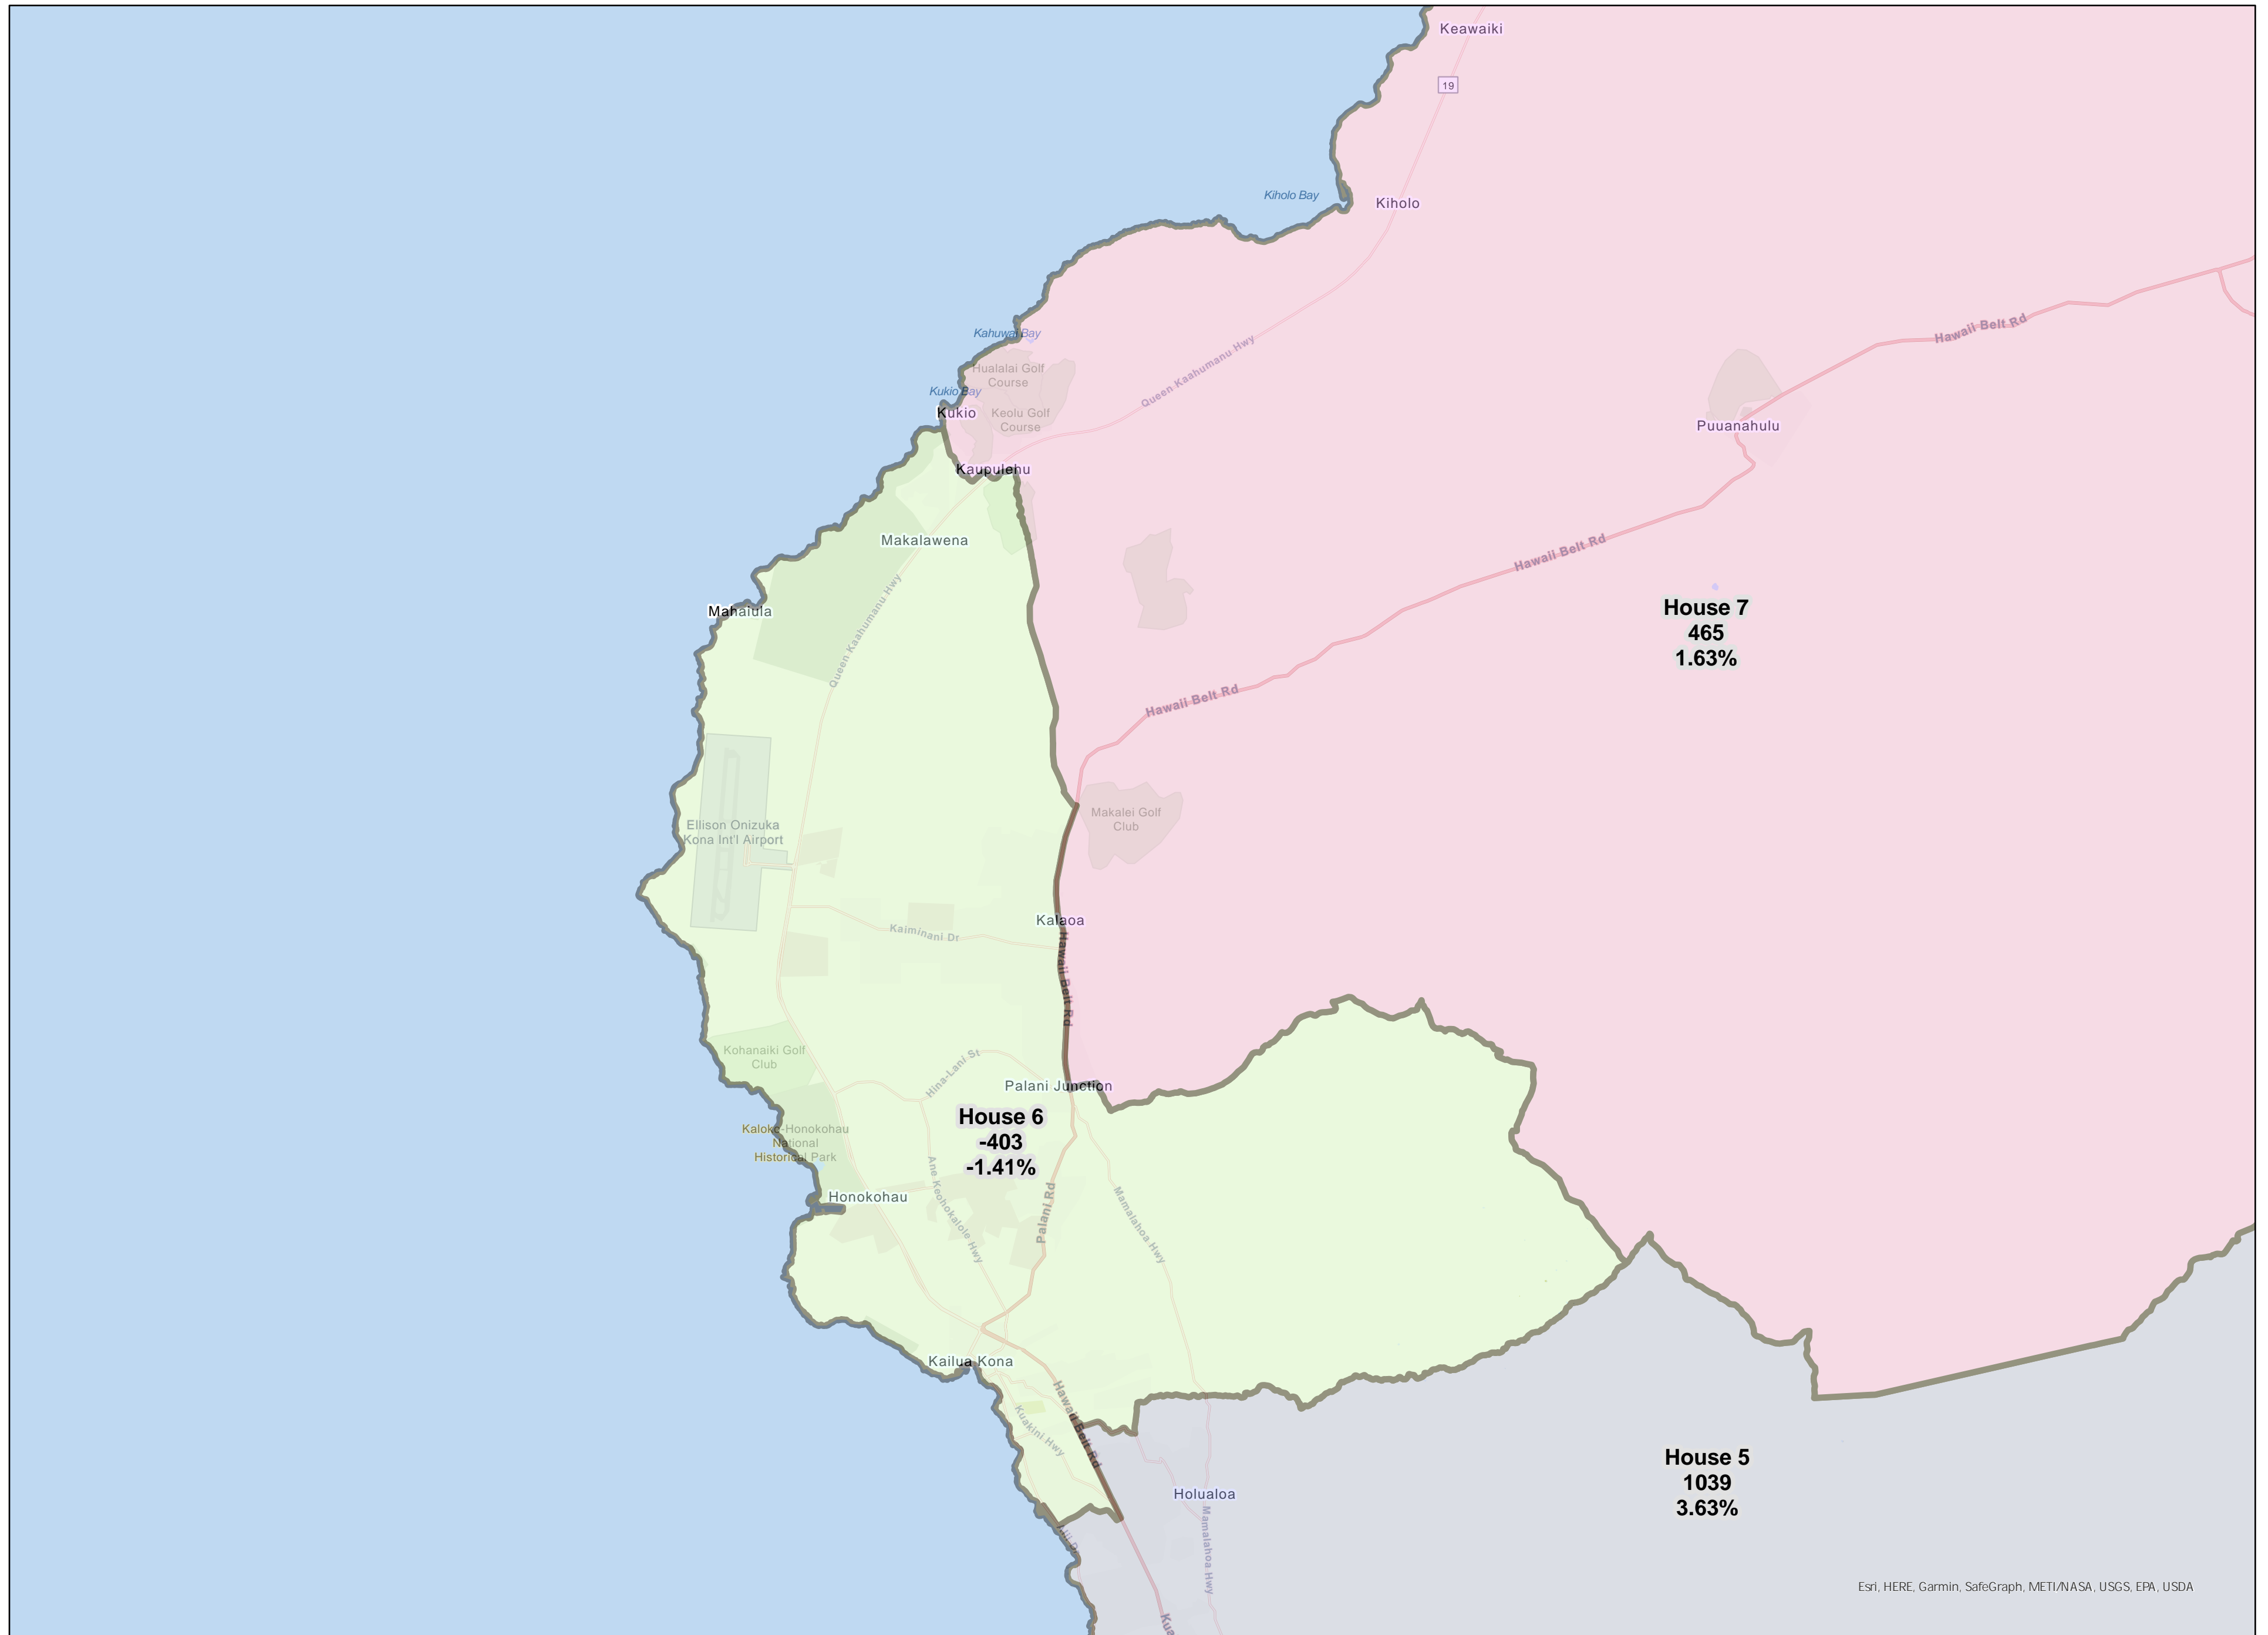 Keawaiki
19
Kiholo Bay
Kiholo
Kahuwai Bay
Hualalai Golf
Course
Kukio Bay
Kukio
Keolu Golf
Course
Queen Kaahumanu Hwy
Hawaii Belt Rd
Puuanahulu
Kaupulehu
Makalawena
Hawaii Belt Rd
Mahaiula
Queen Kaahumanu Hwy
House 7
465
1.63%
Hawaii Belt Rd
Ellison Onizuka
Kona Int'l Airport
Makalei Golf
Club
Kalaoa
Kaiminani Dr
Hawaii Belt Rd
Kohanaiki Golf
Club
Hina-Lani St
Palani Junction
House 6
-403
-1.41%
Kaloko-Honokohau
National
Historical Park
Honokohau
Ane Keohokalole Hwy
Palani Rd
Mamalahoa Hwy
Kailua Kona
Kuakini Hwy
Hawaii Belt Rd
House 5
1039
3.63%
Holualoa
Mamalahoa Hwy
Esri, HERE, Garmin, SafeGraph, METI/NASA, USGS, EPA, USDA